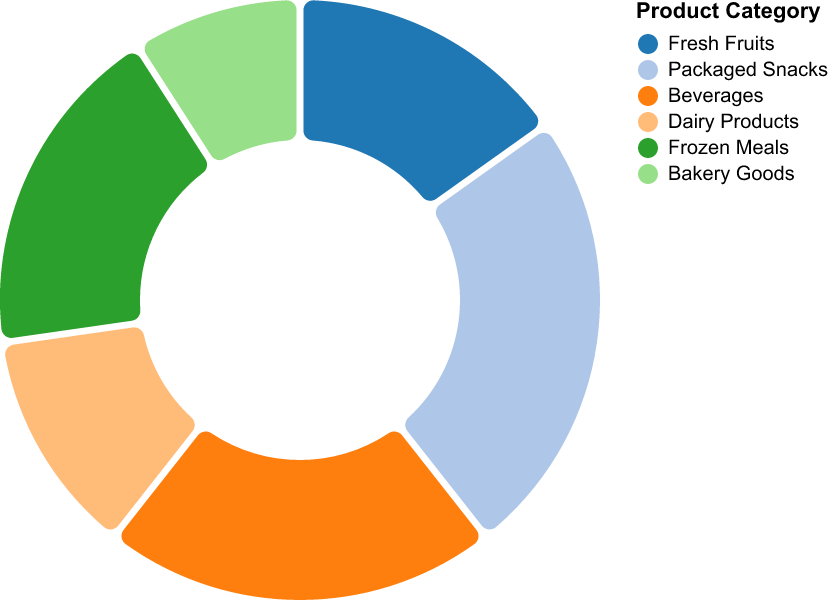 Product Category
Fresh Fruits
Packaged Snacks
Beverages
Dairy Products
Frozen Meals
Bakery Goods